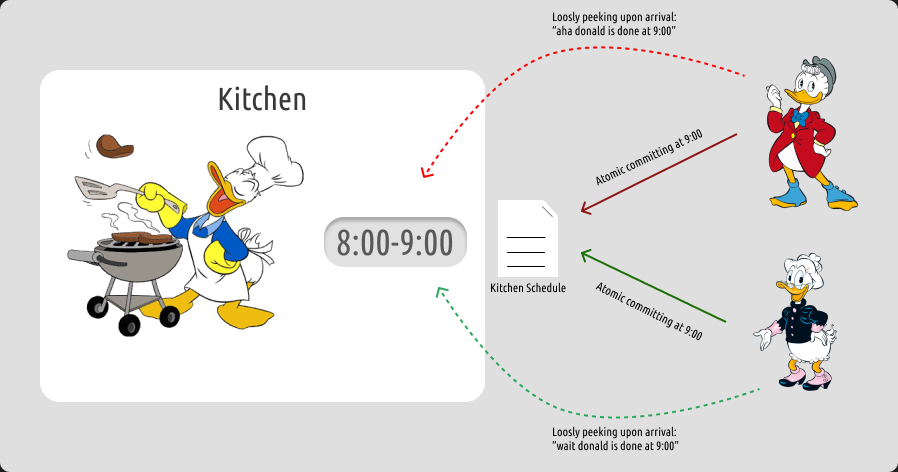 Loosly peeking upon arrival:
"aha donald is done at 9:00"
Kitchen
Atomic committing at 9:00
8:00-9:00
Kitchen Schedule
Atomic committing at 9:00
Loosly peeking upon arrival:
"wait donald is done at 9:00"